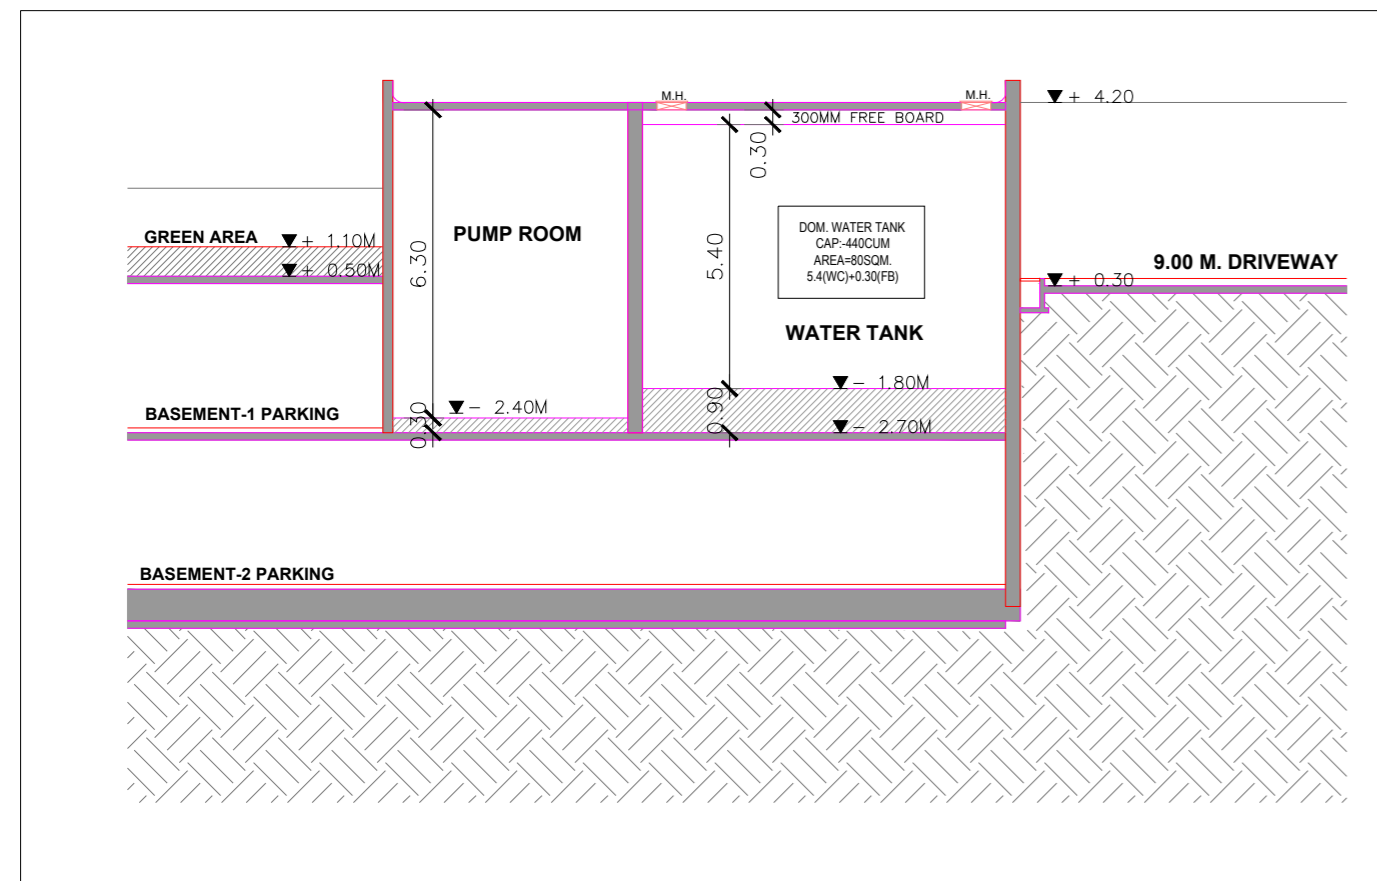 M.H.
M.H.
+ 4.20
300MM FREE BOARD
0.30
GREEN AREA
+ 1.10M
+ 0.50M
6.30
PUMP ROOM
5.40
DOM. WATER TANK
CAP:-440CUM
AREA=80SQM.
5.4(WC)+0.30(FB)
9.00 M. DRIVEWAY
+ 0.30
WATER TANK
- 1.80M
BASEMENT-1 PARKING
0.30
- 2.40M
0.90
- 2.70M
BASEMENT-2 PARKING